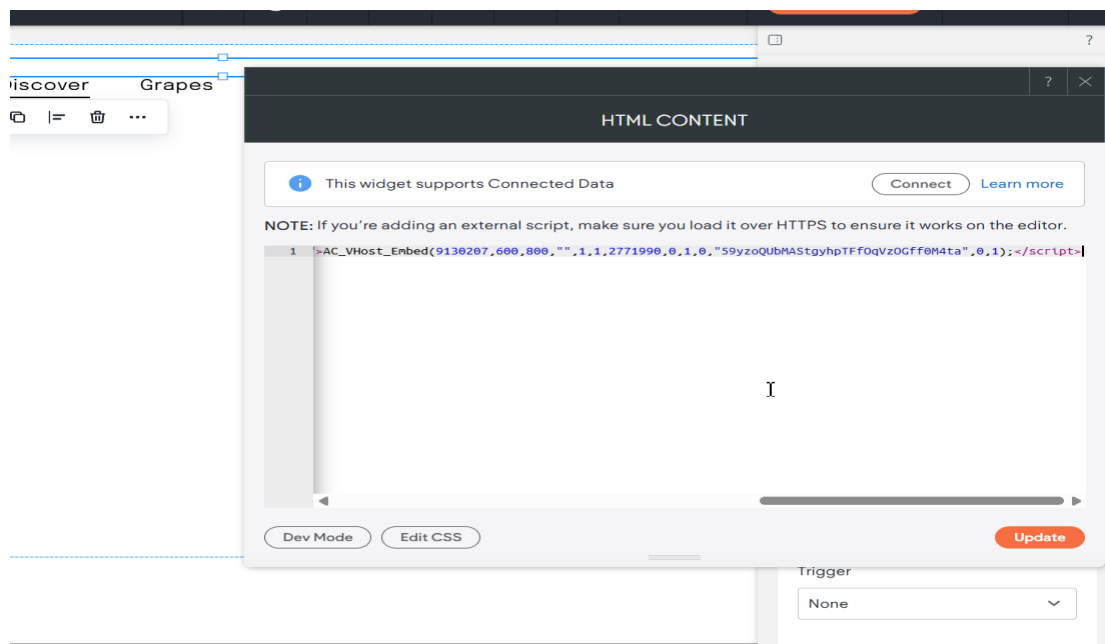 ?
iscover Grapes
?
HTML CONTENT
This widget supports Connected Data
Connect
Learn more
NOTE: If you're adding an external script, make sure you load it over HTTPS to ensure it works on the editor.
1 >AC_VHost_Embed(9130207,600,800,"",1,1,2771990,0,1,0,"59yzoQUbMAStgyhpTFfOqVzOGff0M4ta",0,1);</script>
Dev Mode
Edit CSS
Update
Trigger
None